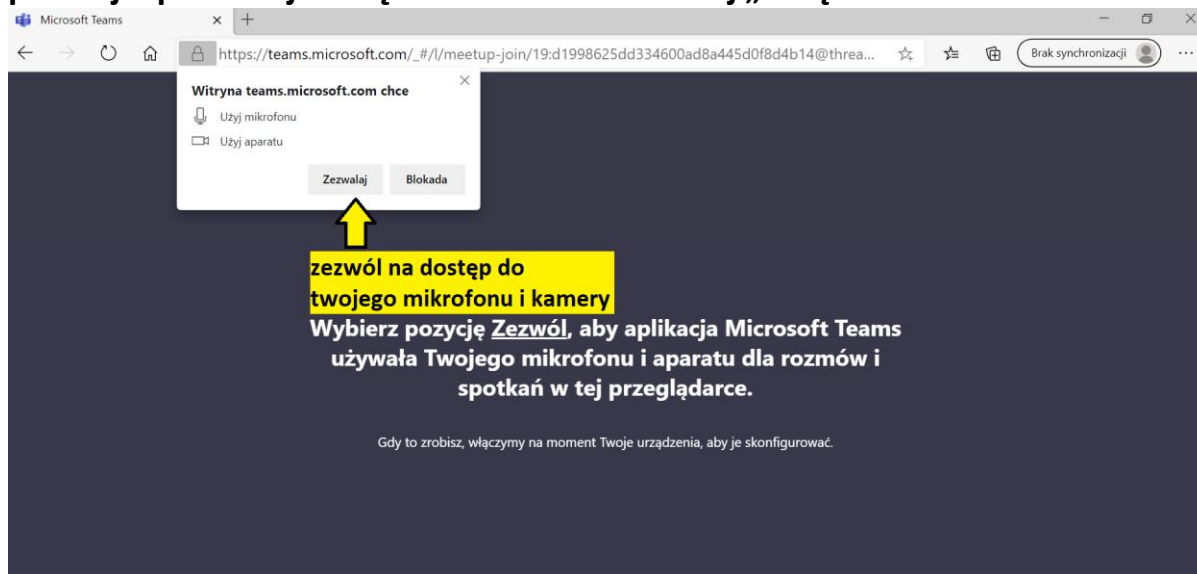 Microsoft Teams
https://teams.microsoft.com/_#/l/meetup-join/19:d1998625dd334600ad8a445d0f8d4b14@threa...
Brak synchronizacji
Witryna teams.microsoft.com chce
Użyj mikrofonu
Użyj aparatu
Zezwalaj Blokada
zezwól na dostęp do
twojego mikrofonu i kamery
Wybierz pozycję Zezwól, aby aplikacja Microsoft Teams
używała Twojego mikrofonu i aparatu dla rozmów i
spotkań w tej przeglądarce.
Gdy to zrobisz, włączymy na moment Twoje urządzenia, aby je skonfigurować.